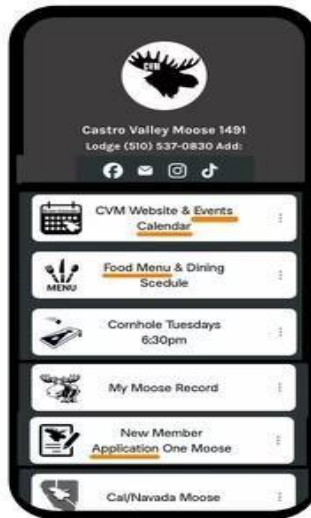 CVM
Castro Valley Moose 1491
Lodge (510) 537-0830 Add:
CVM Website & Events
Calendar
MENU
Food Menu & Dining
Scedule
Cornhole Tuesdays
6:30pm
My Moose Record
New Member
Application One Moose
Cal/Navada Moose